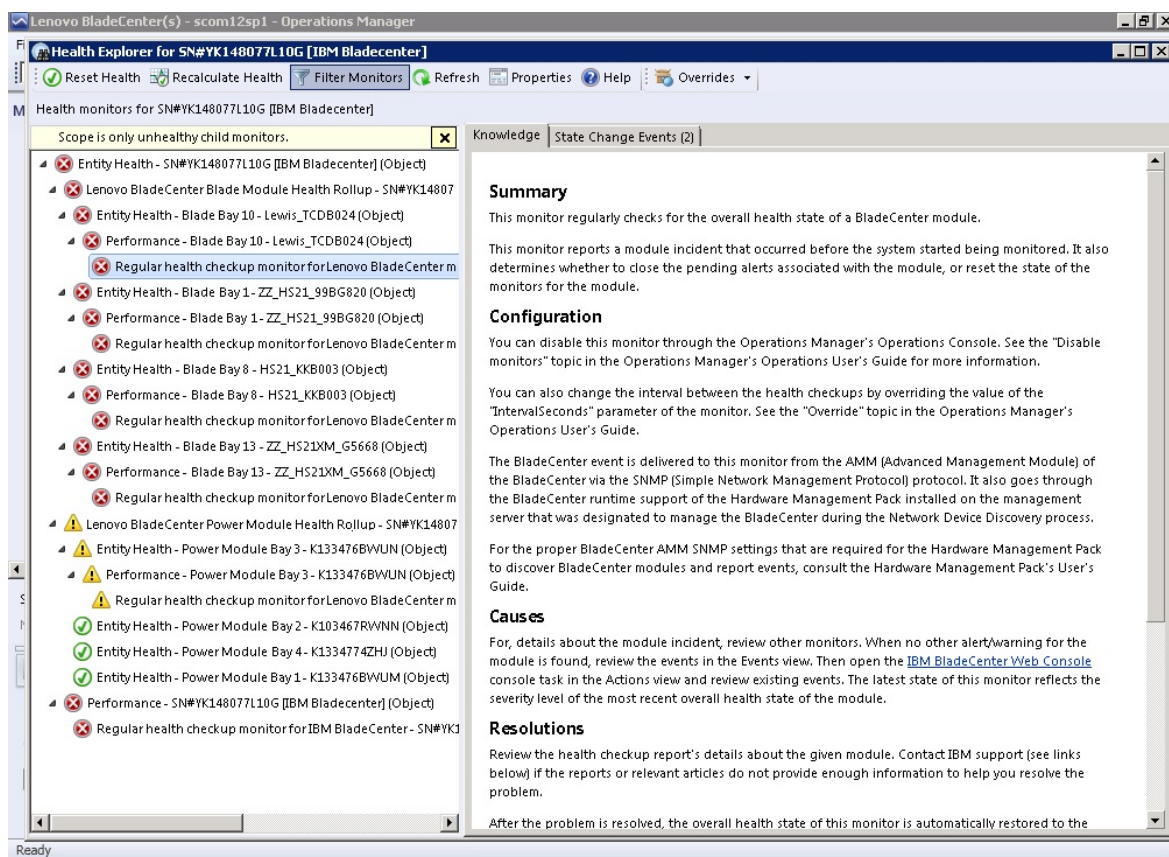 Lenovo BladeCenter(s) - scom12sp1 - Operations Manager
Health Explorer for SN#YK148077L10G [IBM Bladecenter]
Reset Health Recalculate Health Filter Monitors Refresh Properties Help Overrides
Health monitors for SN#YK148077L10G [IBM Bladecenter]
Scope is only unhealthy child monitors.
Entity Health - SN#YK148077L10G [IBM Bladecenter] (Object)
Lenovo BladeCenter Blade Module Health Rollup - SN#YK14807
Entity Health - Blade Bay 10 - Lewis_TCDB024 (Object)
Performance - Blade Bay 10 - Lewis_TCDB024 (Object)
Regular health checkup monitor for Lenovo BladeCenter m
Entity Health - Blade Bay 1 - ZZ_HS21_99BG820 (Object)
Performance - Blade Bay 1 - ZZ_HS21_99BG820 (Object)
Regular health checkup monitor for Lenovo BladeCenter m
Entity Health - Blade Bay 8 - HS21_KKB003 (Object)
Performance - Blade Bay 8 - HS21_KKB003 (Object)
Regular health checkup monitor for Lenovo BladeCenter m
Entity Health - Blade Bay 13 - ZZ_HS21XM_G5668 (Object)
Performance - Blade Bay 13 - ZZ_HS21XM_G5668 (Object)
Regular health checkup monitor for Lenovo BladeCenter m
Lenovo BladeCenter Power Module Health Rollup - SN#YK14807
Entity Health - Power Module Bay 3 - K133476BWUN (Object)
Performance - Power Module Bay 3 - K133476BWUN (Object)
Regular health checkup monitor for Lenovo BladeCenter m
Entity Health - Power Module Bay 2 - K103467RWNN (Object)
Entity Health - Power Module Bay 4 - K1334774ZHJ (Object)
Entity Health - Power Module Bay 1 - K133476BWUM (Object)
Performance - SN#YK148077L10G [IBM Bladecenter] (Object)
Regular health checkup monitor for IBM BladeCenter - SN#YK1
Knowledge State Change Events (2)
Summary
This monitor regularly checks for the overall health state of a BladeCenter module.
This monitor reports a module incident that occurred before the system started being monitored. It also
determines whether to close the pending alerts associated with the module, or reset the state of the
monitors for the module.
Configuration
You can disable this monitor through the Operations Manager's Operations Console. See the "Disable
monitors" topic in the Operations Manager's Operations User's Guide for more information.
You can also change the interval between the health checkups by overriding the value of the
"IntervalSeconds" parameter of the monitor. See the "Override" topic in the Operations Manager's
Operations User's Guide.
The BladeCenter event is delivered to this monitor from the AMM (Advanced Management Module) of
the BladeCenter via the SNMP (Simple Network Management Protocol) protocol. It also goes through
the BladeCenter runtime support of the Hardware Management Pack installed on the management
server that was designated to manage the BladeCenter during the Network Device Discovery process.
For the proper BladeCenter AMM SNMP settings that are required for the Hardware Management Pack
to discover BladeCenter modules and report events, consult the Hardware Management Pack's User's
Guide.
Causes
For, details about the module incident, review other monitors. When no other alert/warning for the
module is found, review the events in the Events view. Then open the IBM BladeCenter Web Console
console task in the Actions view and review existing events. The latest state of this monitor reflects the
severity level of the most recent overall health state of the module.
Resolutions
Review the health checkup report's details about the given module. Contact IBM support (see links
below) if the reports or relevant articles do not provide enough information to help you resolve the
problem.
After the problem is resolved, the overall health state of this monitor is automatically restored to the
Ready